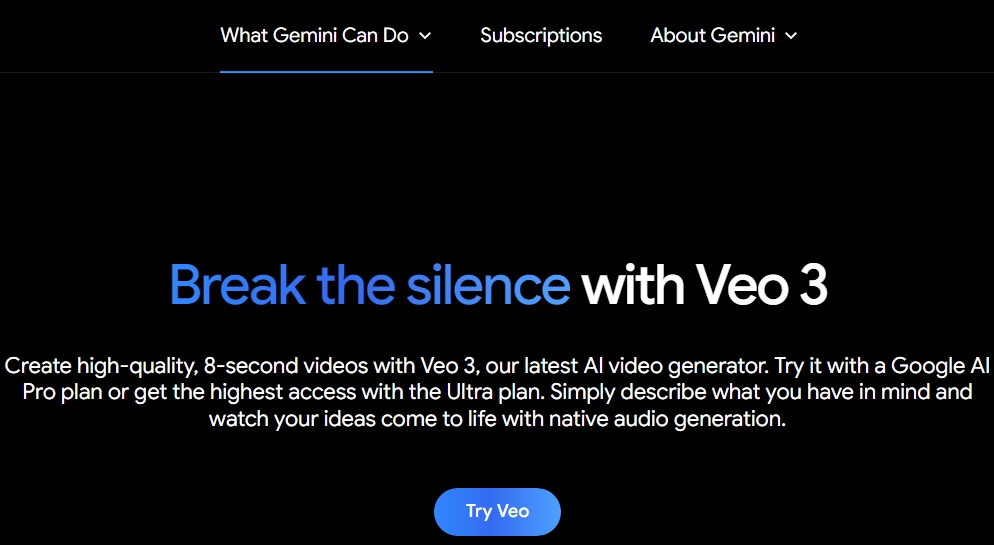 What Gemini Can Do
Subscriptions
About Gemini
Break the silence with Veo 3
Create high-quality, 8-second videos with Veo 3, our latest AI video generator. Try it with a Google AI
Pro plan or get the highest access with the Ultra plan. Simply describe what you have in mind and
watch your ideas come to life with native audio generation.
Try Veo